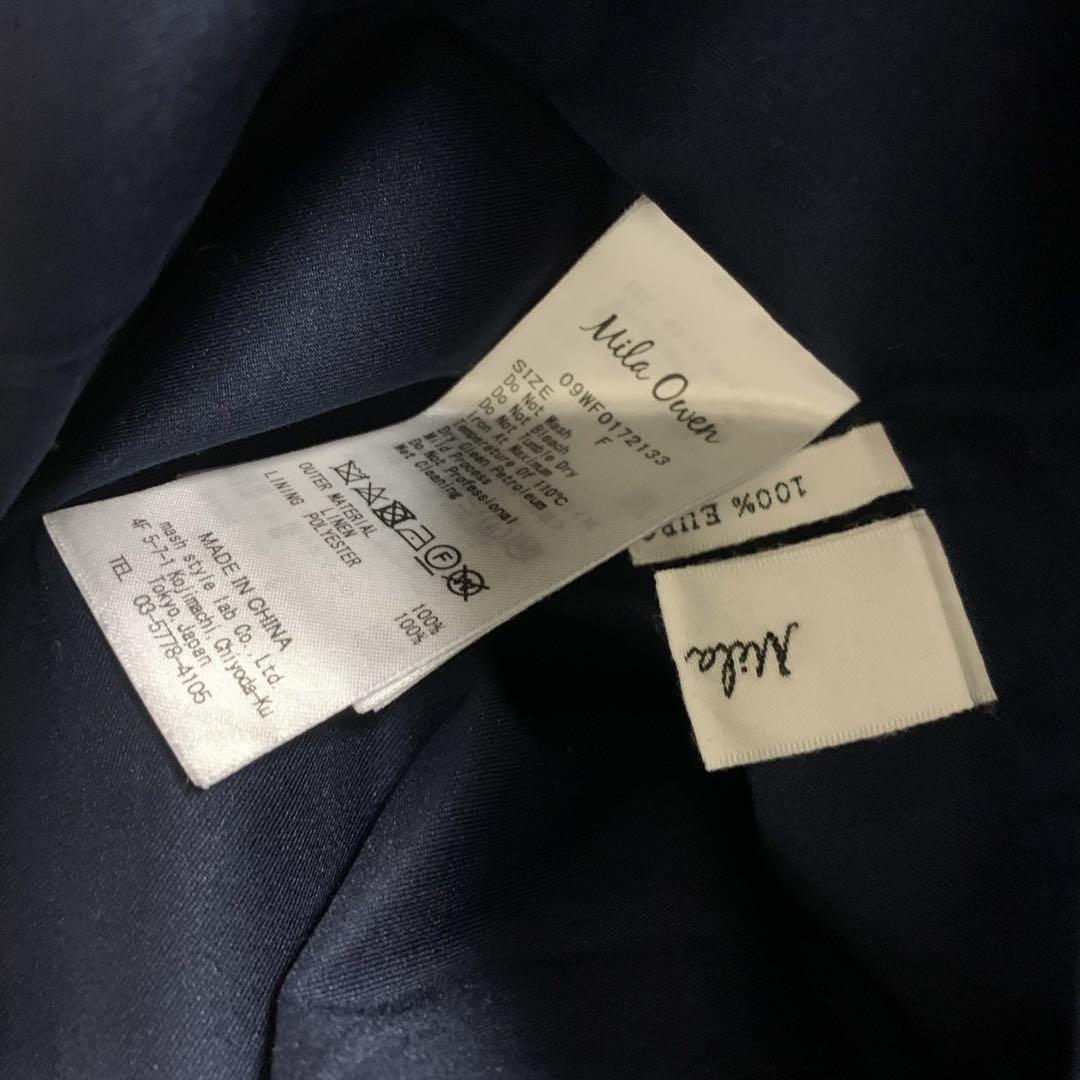 Mila Owen
09WF0172133
SIZE F
Do Not Wash
Do Not Bleach
Do Not Tumble Dry
Iron At Maximum
Temperature Of 110℃
Dry Clean Petroleum
Mild Process
Do Not Professional
Wet Cleaning
F W
OUTER MATERIAL
LINEN 100%
LINING POLYESTER 100%
MADE IN CHINA
mash style lab Co., Ltd.
4F 5-7-1 Kojimachi, Chiyoda-Ku
Tokyo, Japan
TEL 03-5778-4105
100%
Mila